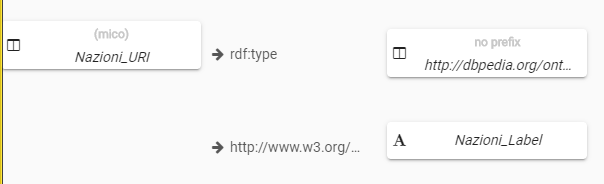 (mico)
Nazioni_URI
rdf:type
no prefix
http://dbpedia.org/ont...
http://www.w3.org/...
A
Nazioni_Label